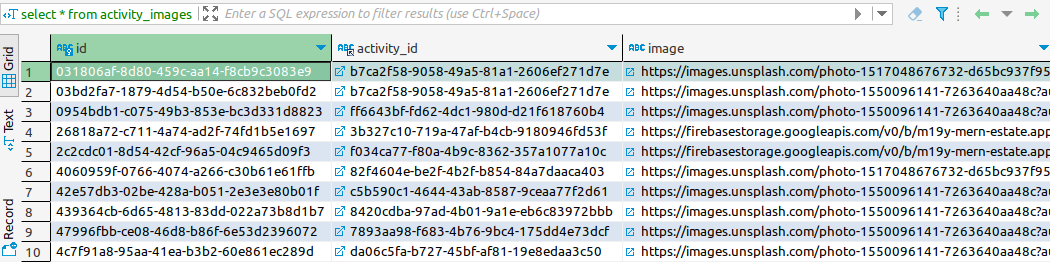 select * from activity_images Enter a SQL expression to filter results (use Ctrl+Space)
Grid
Text
Record
id activity_id image
1 031806af-8d80-459c-aa14-f8cb9c3083e9 b7ca2f58-9058-49a5-81a1-2606ef271d7e https://images.unsplash.com/photo-1517048676732-d65bc937f95
2 03bd2fa7-1879-4d54-b50e-6c832beb0fd2 b7ca2f58-9058-49a5-81a1-2606ef271d7e https://images.unsplash.com/photo-1550096141-7263640aa48c?au
3 0954bdb1-c075-49b3-853e-bc3d331d8823 ff6643bf-fd62-4dc1-980d-d21f618760b4 https://images.unsplash.com/photo-1550096141-7263640aa48c?au
4 26818a72-c711-4a74-ad2f-74fd1b5e1697 3b327c10-719a-47af-b4cb-9180946fd53f https://firebasestorage.googleapis.com/v0/b/m19y-mern-estate.app
5 2c2cdc01-8d54-42cf-96a5-04c9465d09f3 f034ca77-f80a-4b9c-8362-357a1077a10c https://firebasestorage.googleapis.com/v0/b/m19y-mern-estate.app
6 4060959f-0766-4074-a266-c30b61e61ffb 82f4604e-be2f-4b2f-b854-84a7daaca403 https://images.unsplash.com/photo-1517048676732-d65bc937f95
7 42e57db3-02be-428a-b051-2e3e3e80b01f c5b590c1-4644-43ab-8587-9ceaa77f2d61 https://images.unsplash.com/photo-1550096141-7263640aa48c?au
8 439364cb-6d65-4813-83dd-022a73b8d1b7 8420cdba-97ad-4b01-9a1e-eb6c83972bbb https://images.unsplash.com/photo-1550096141-7263640aa48c?au
9 47996fbb-ce08-46d8-b86f-6e53d2396072 7893aa98-f683-4b76-9bc4-175dd4e73dcf https://images.unsplash.com/photo-1550096141-7263640aa48c?au
10 4c7f91a8-95aa-41ea-b3b2-60e861ec289d da06c5fa-b727-45bf-af81-19e8edaa3c50 https://images.unsplash.com/photo-1550096141-7263640aa48c?au